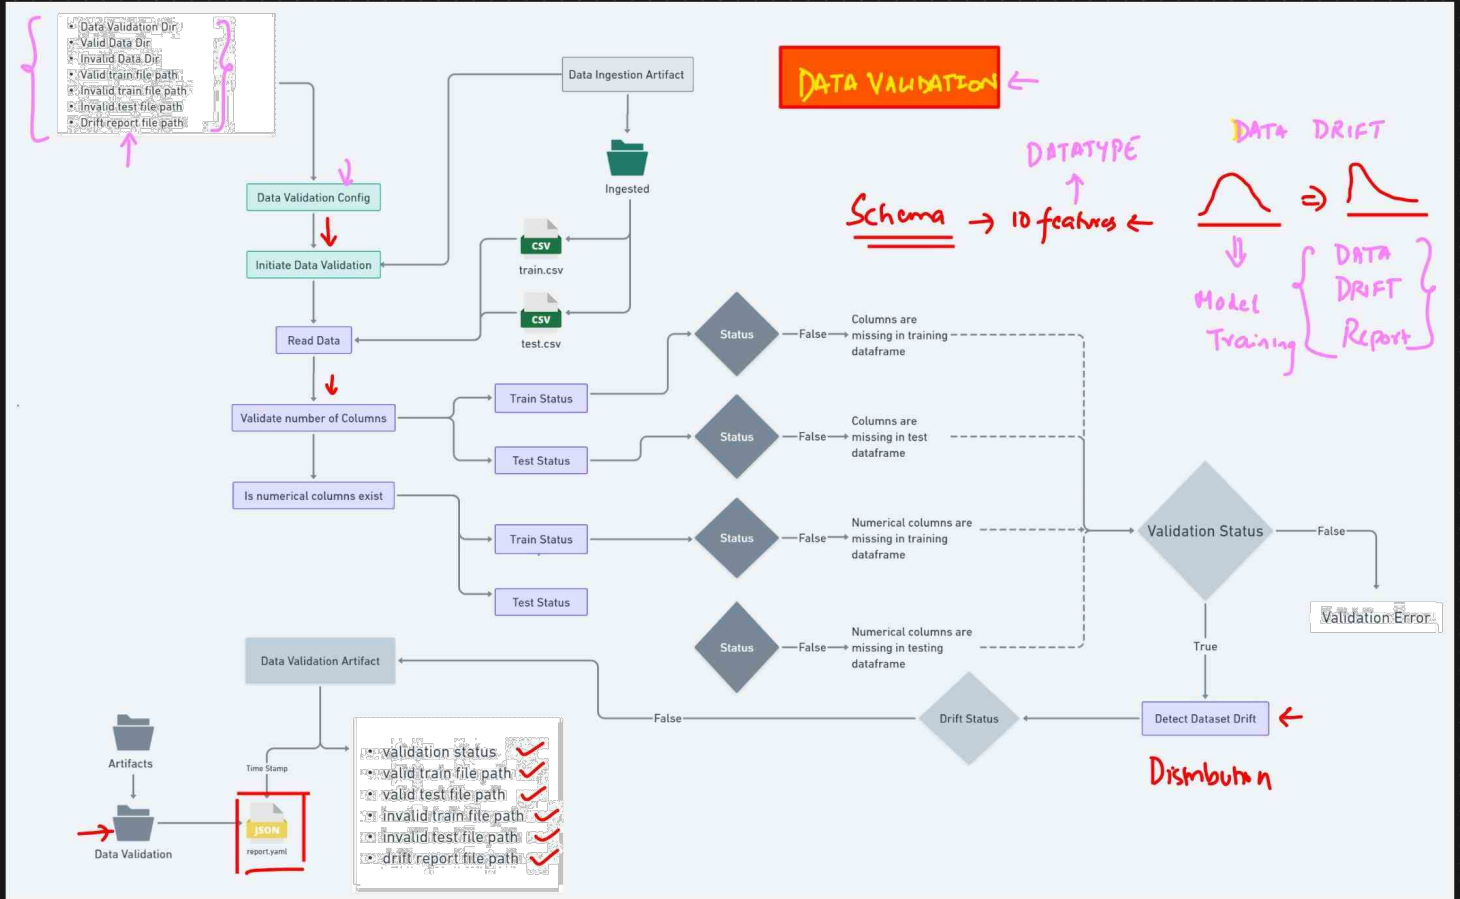 • Data Validation Dir
• Valid Data Dir
• Invalid Data Dir
• Valid train file path
• Invalid train file path
• Invalid test file path
• Drift report file path
Data Ingestion Artifact
DATA VALIDATION
Ingested
DATATYPE
DATA DRIFT
Data Validation Config
Schema → 10 features ←
Initiate Data Validation
CSV
train.csv
CSV
test.csv
Read Data
Model
Training
DATA
DRIFT
Report
Validate number of Columns
Train Status
Test Status
Is numerical columns exist
Train Status
Test Status
Status
False
Columns are
missing in training
dataframe
Status
False
Columns are
missing in test
dataframe
Status
False
Numerical columns are
missing in training
dataframe
Status
False
Numerical columns are
missing in testing
dataframe
Validation Status
False
Validation Error
True
Detect Dataset Drift
Distribution
Drift Status
False
Data Validation Artifact
Artifacts
Data Validation
Time Stamp
JSON
report.yaml
• validation status
• valid train file path
• valid test file path
• invalid train file path
• invalid test file path
• drift report file path